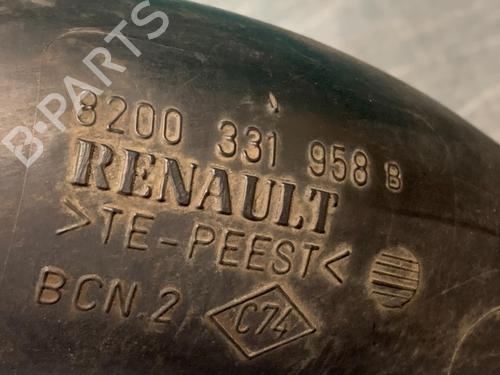 B-PARTS
8200 331 958 B
RENAULT
>TE-PEEST<
BCN.2 C74